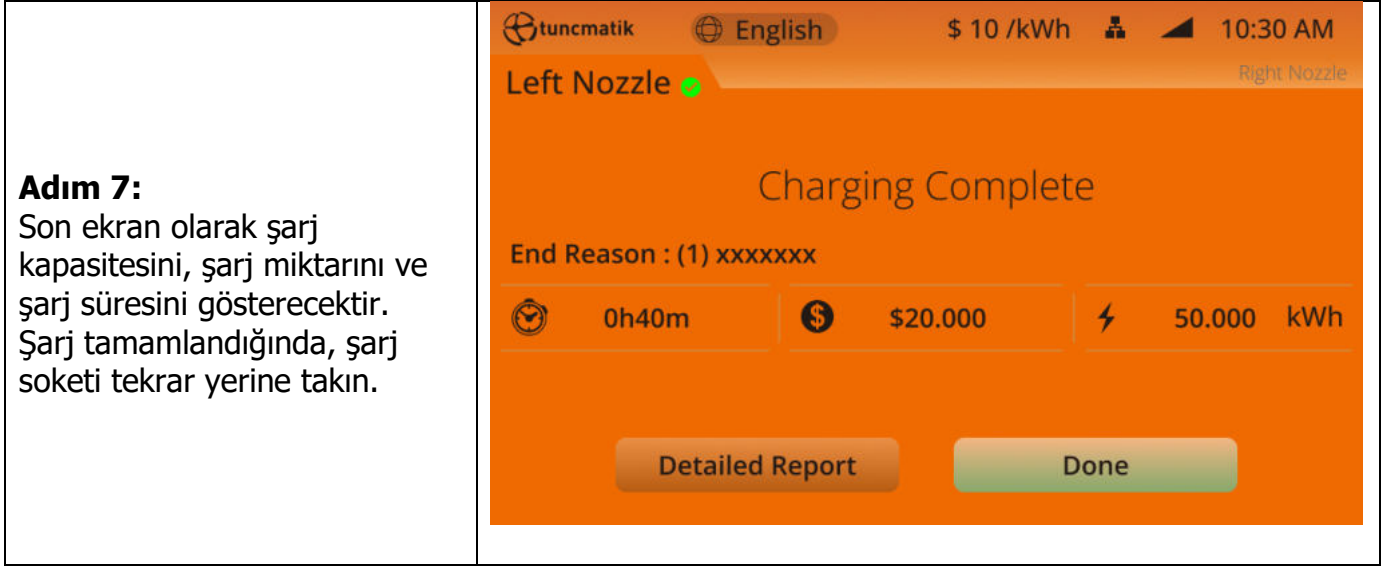 Adım 7:
Son ekran olarak şarj
kapasitesini, şarj miktarını ve
şarj süresini gösterecektir.
Şarj tamamlandığında, şarj
soketi tekrar yerine takın.
tuncmatik English $ 10 /kWh 10:30 AM
Left Nozzle Right Nozzle
Charging Complete
End Reason : (1) xxxxxxx
0h40m $20.000 50.000 kWh
Detailed Report Done